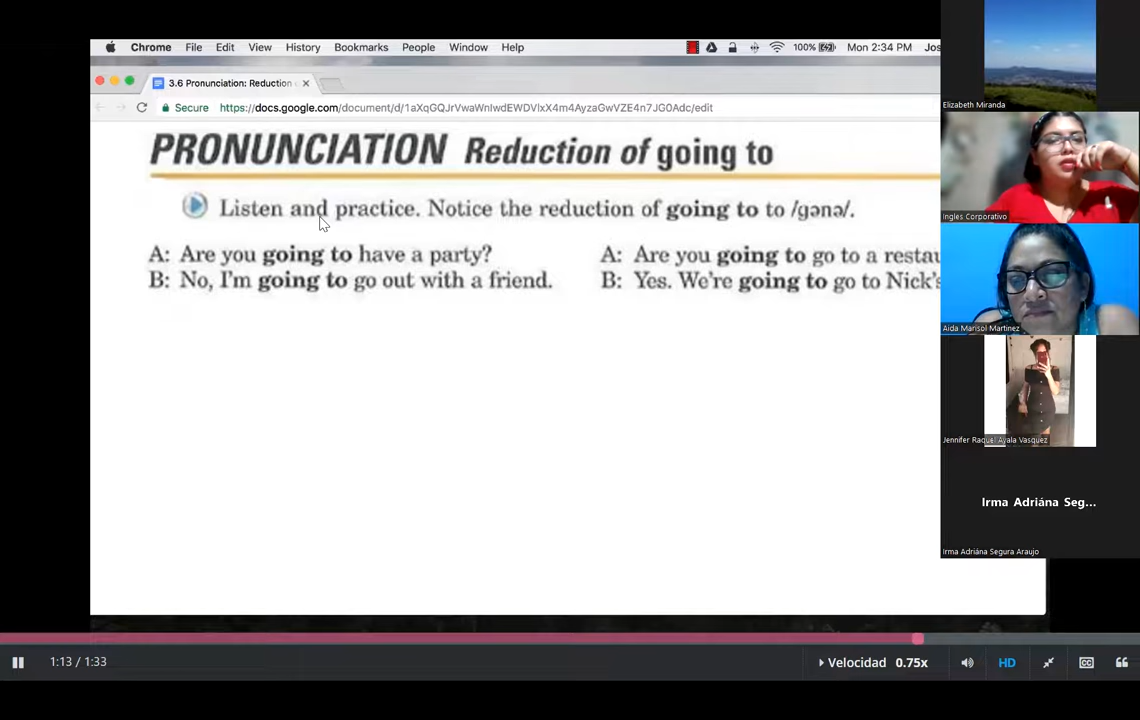 Chrome File Edit View History Bookmarks People Window Help 100% Mon 2:34 PM Jos
3.6 Pronunciation: Reduction
Secure https://docs.google.com/document/d/1aXqGQJrVwaWnIwdEWDVlxX4m4AyzaGwVZE4n7JG0Adc/edit
PRONUNCIATION Reduction of going to
Listen and practice. Notice the reduction of going to to /gənə/.
A: Are you going to have a party?
B: No, I'm going to go out with a friend.
A: Are you going to go to a restau
B: Yes. We're going to go to Nick's
Elizabeth Miranda
Ingles Corporativo
Aida Marisol Martinez
Jennifer Raquel Ayala Vasquez
Irma Adriána Seg...
Irma Adriána Segura Araujo
1:13 / 1:33
Velocidad 0.75x
HD
CC